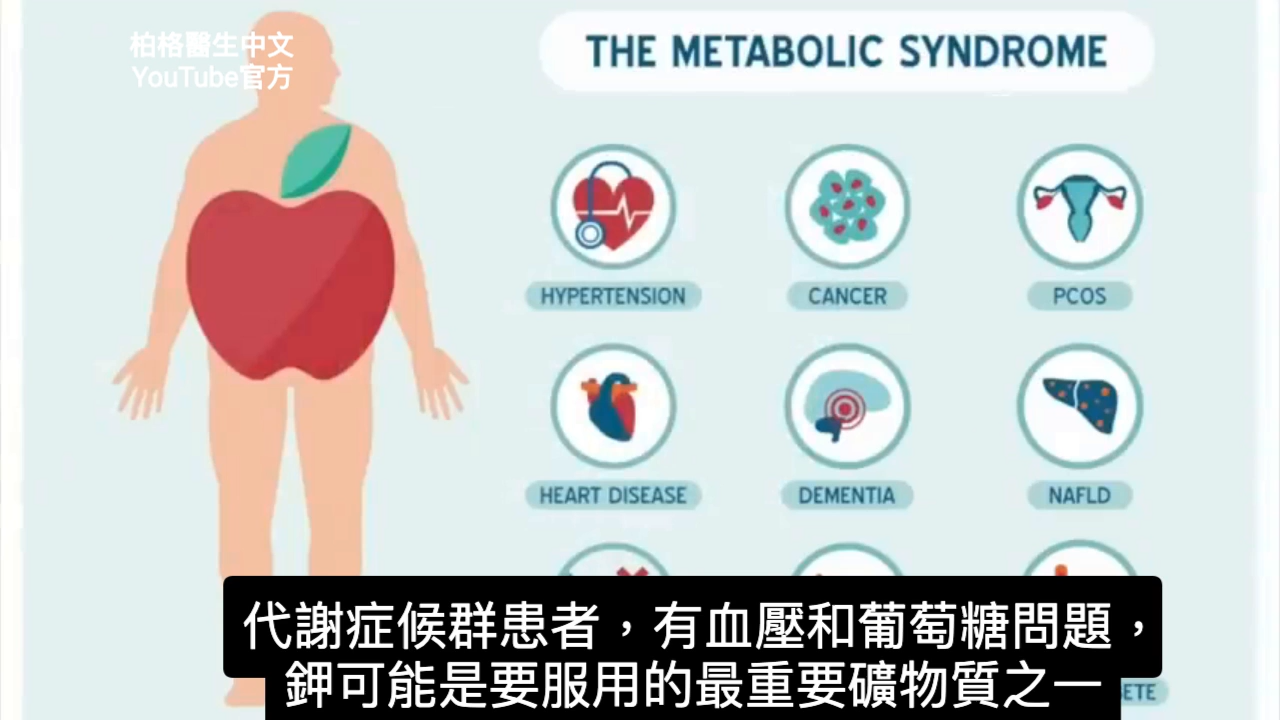 柏格醫生中文
YouTube官方
THE METABOLIC SYNDROME
HYPERTENSION
CANCER
PCOS
HEART DISEASE
DEMENTIA
NAFLD
代謝症候群患者，有血壓和葡萄糖問題，
鉀可能是要服用的最重要礦物質之一